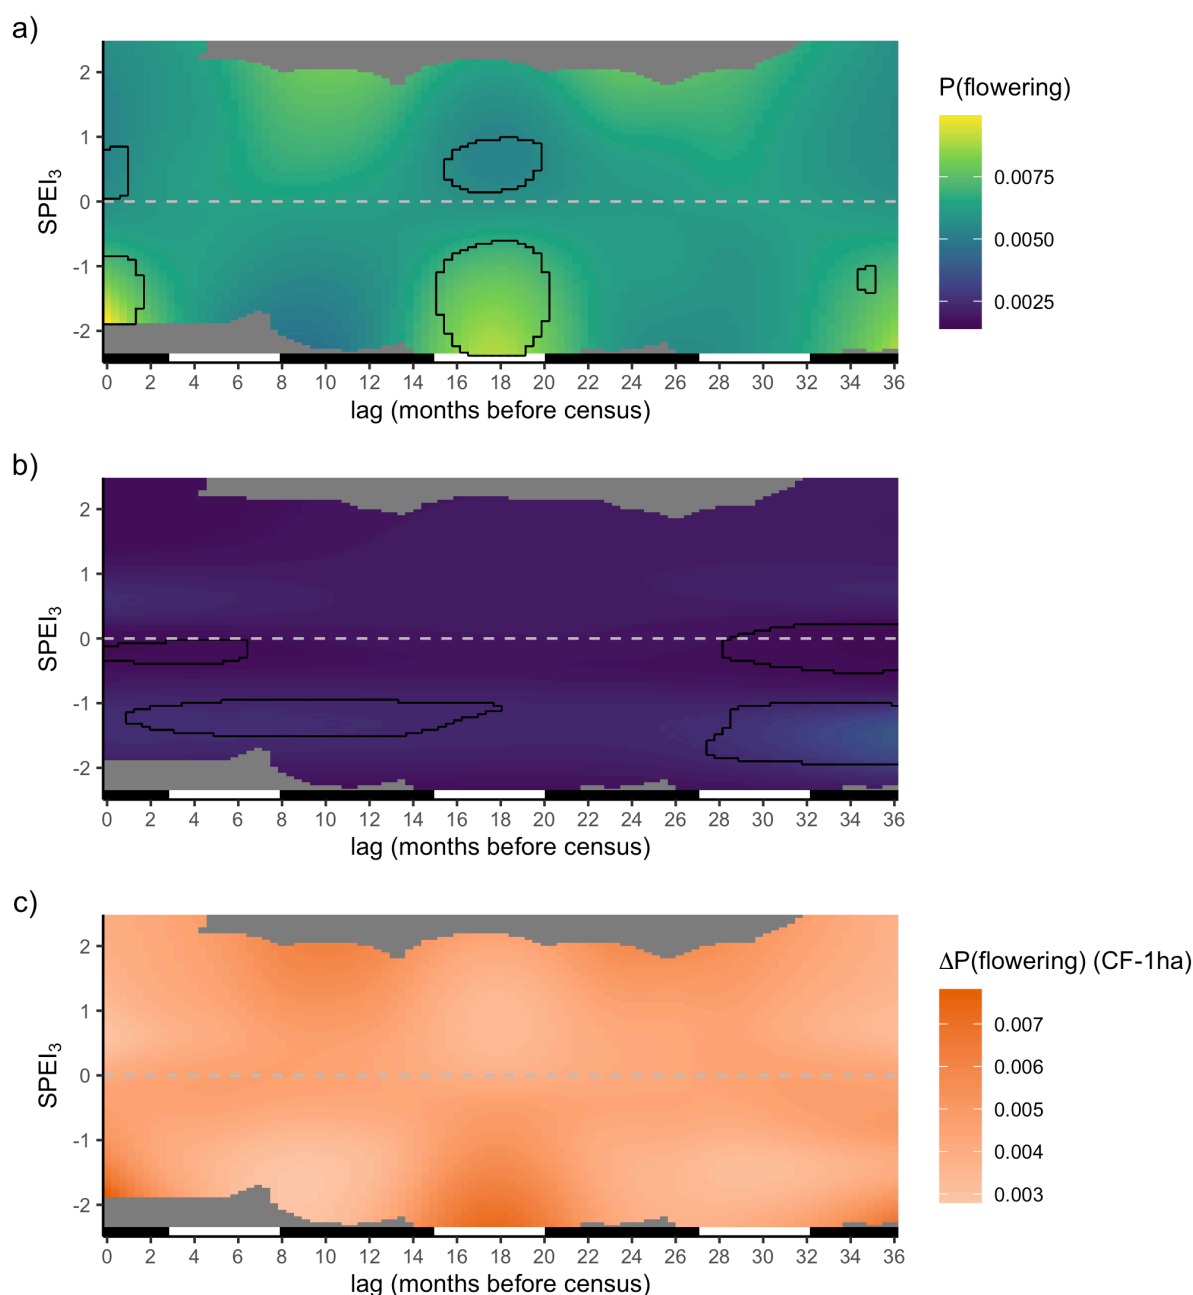 a)
SPEI3
2
1
0
-1
-2
0 2 4 6 8 10 12 14 16 18 20 22 24 26 28 30 32 34 36
lag (months before census)
P(flowering)
0.0075
0.0050
0.0025
b)
SPEI3
2
1
0
-1
-2
0 2 4 6 8 10 12 14 16 18 20 22 24 26 28 30 32 34 36
lag (months before census)
c)
SPEI3
2
1
0
-1
-2
0 2 4 6 8 10 12 14 16 18 20 22 24 26 28 30 32 34 36
lag (months before census)
ΔP(flowering) (CF-1ha)
0.007
0.006
0.005
0.004
0.003